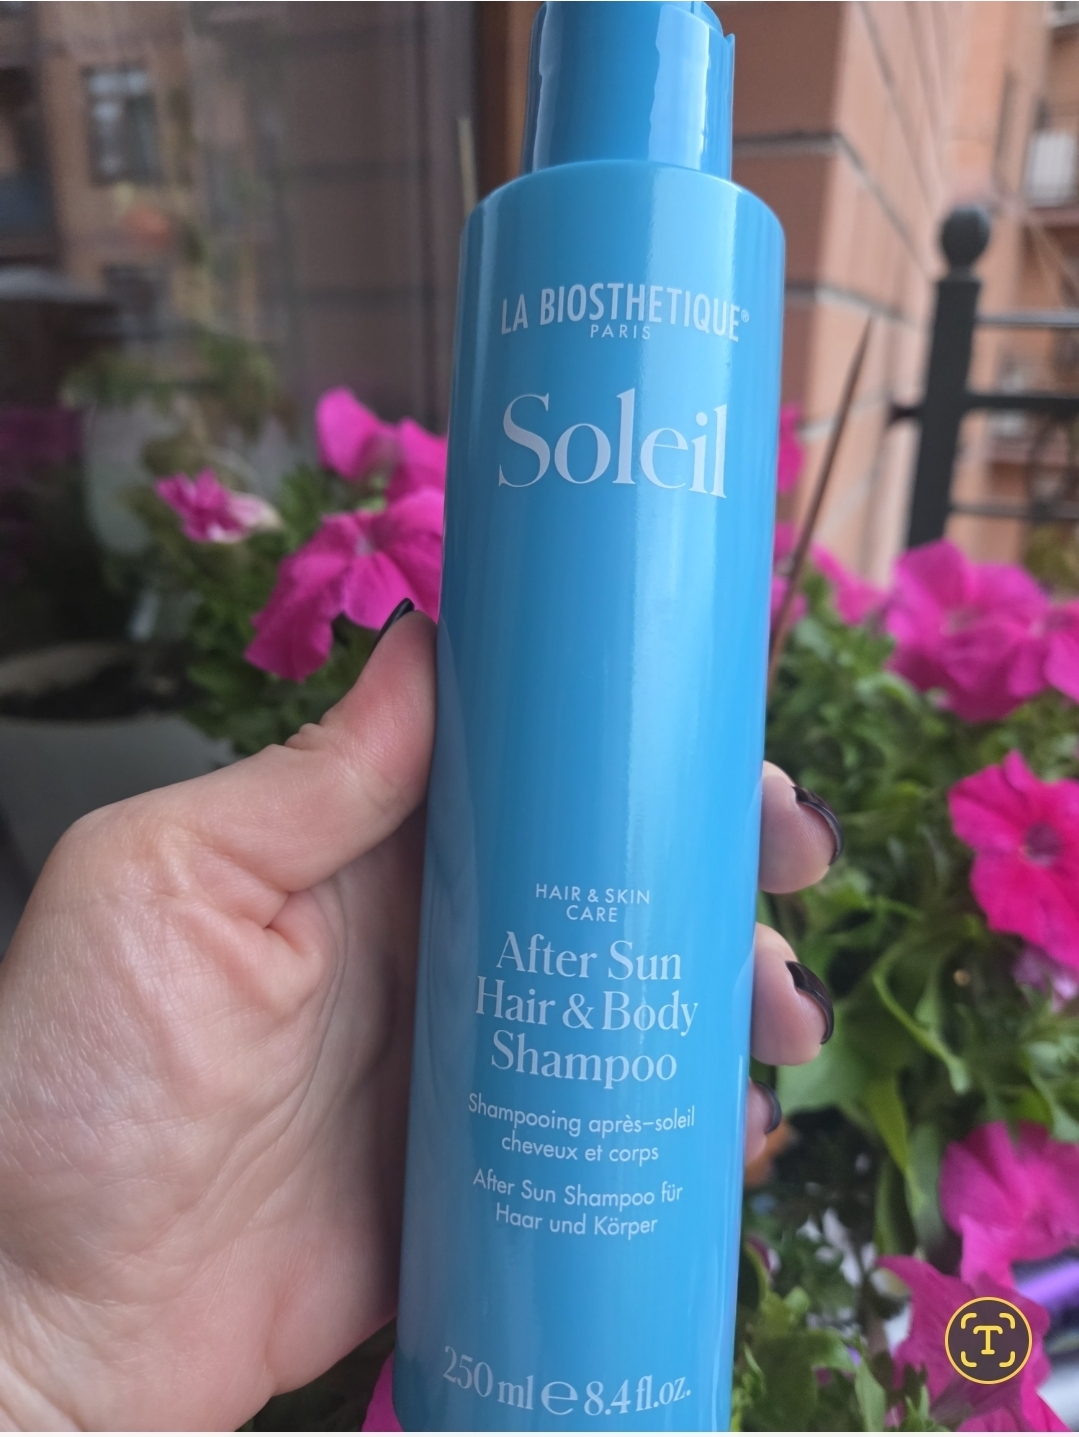 LA BIOSTHETIQUE®
PARIS
Soleil
HAIR & SKIN
CARE
After Sun
Hair & Body
Shampoo
Shampooing après-soleil
cheveux et corps
After Sun Shampoo für
Haar und Körper
250 ml e 8.4 fl.oz.
T